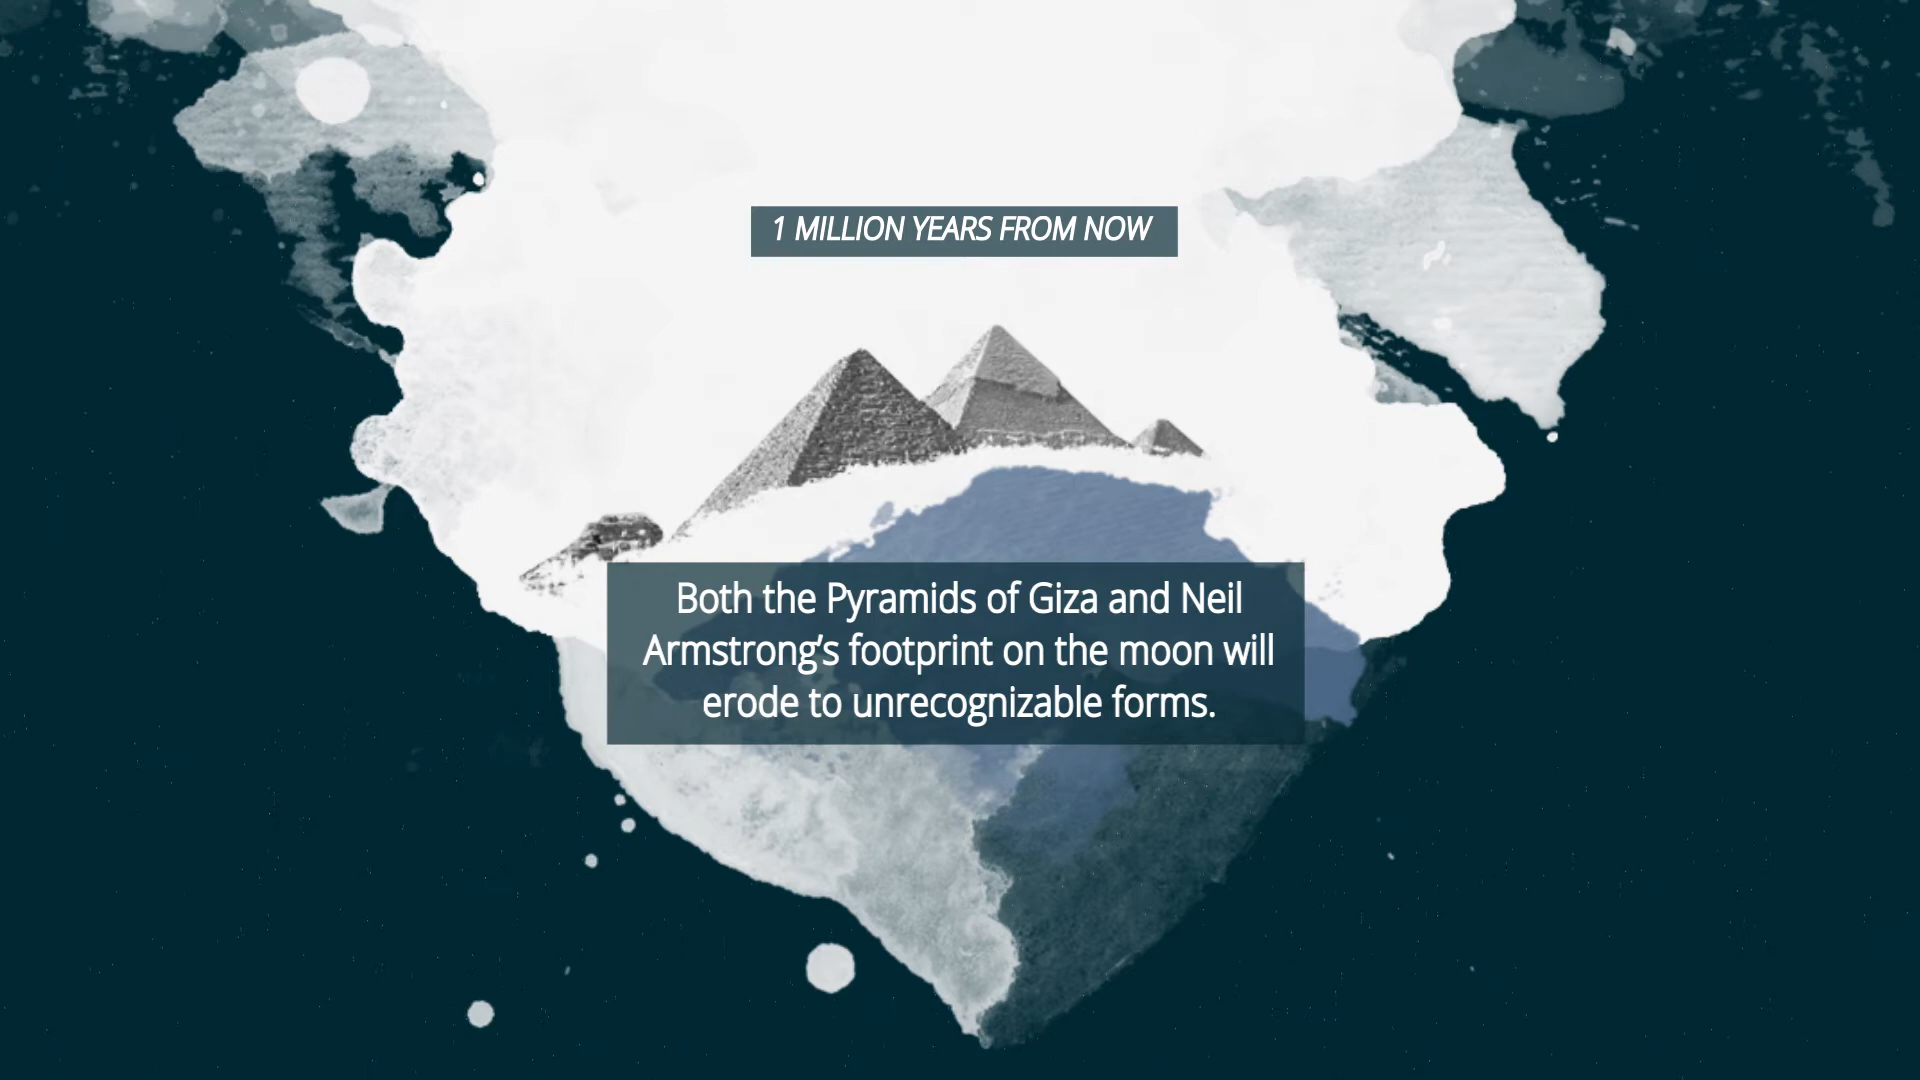 1 MILLION YEARS FROM NOW
Both the Pyramids of Giza and Neil
Armstrong’s footprint on the moon will
erode to unrecognizable forms.